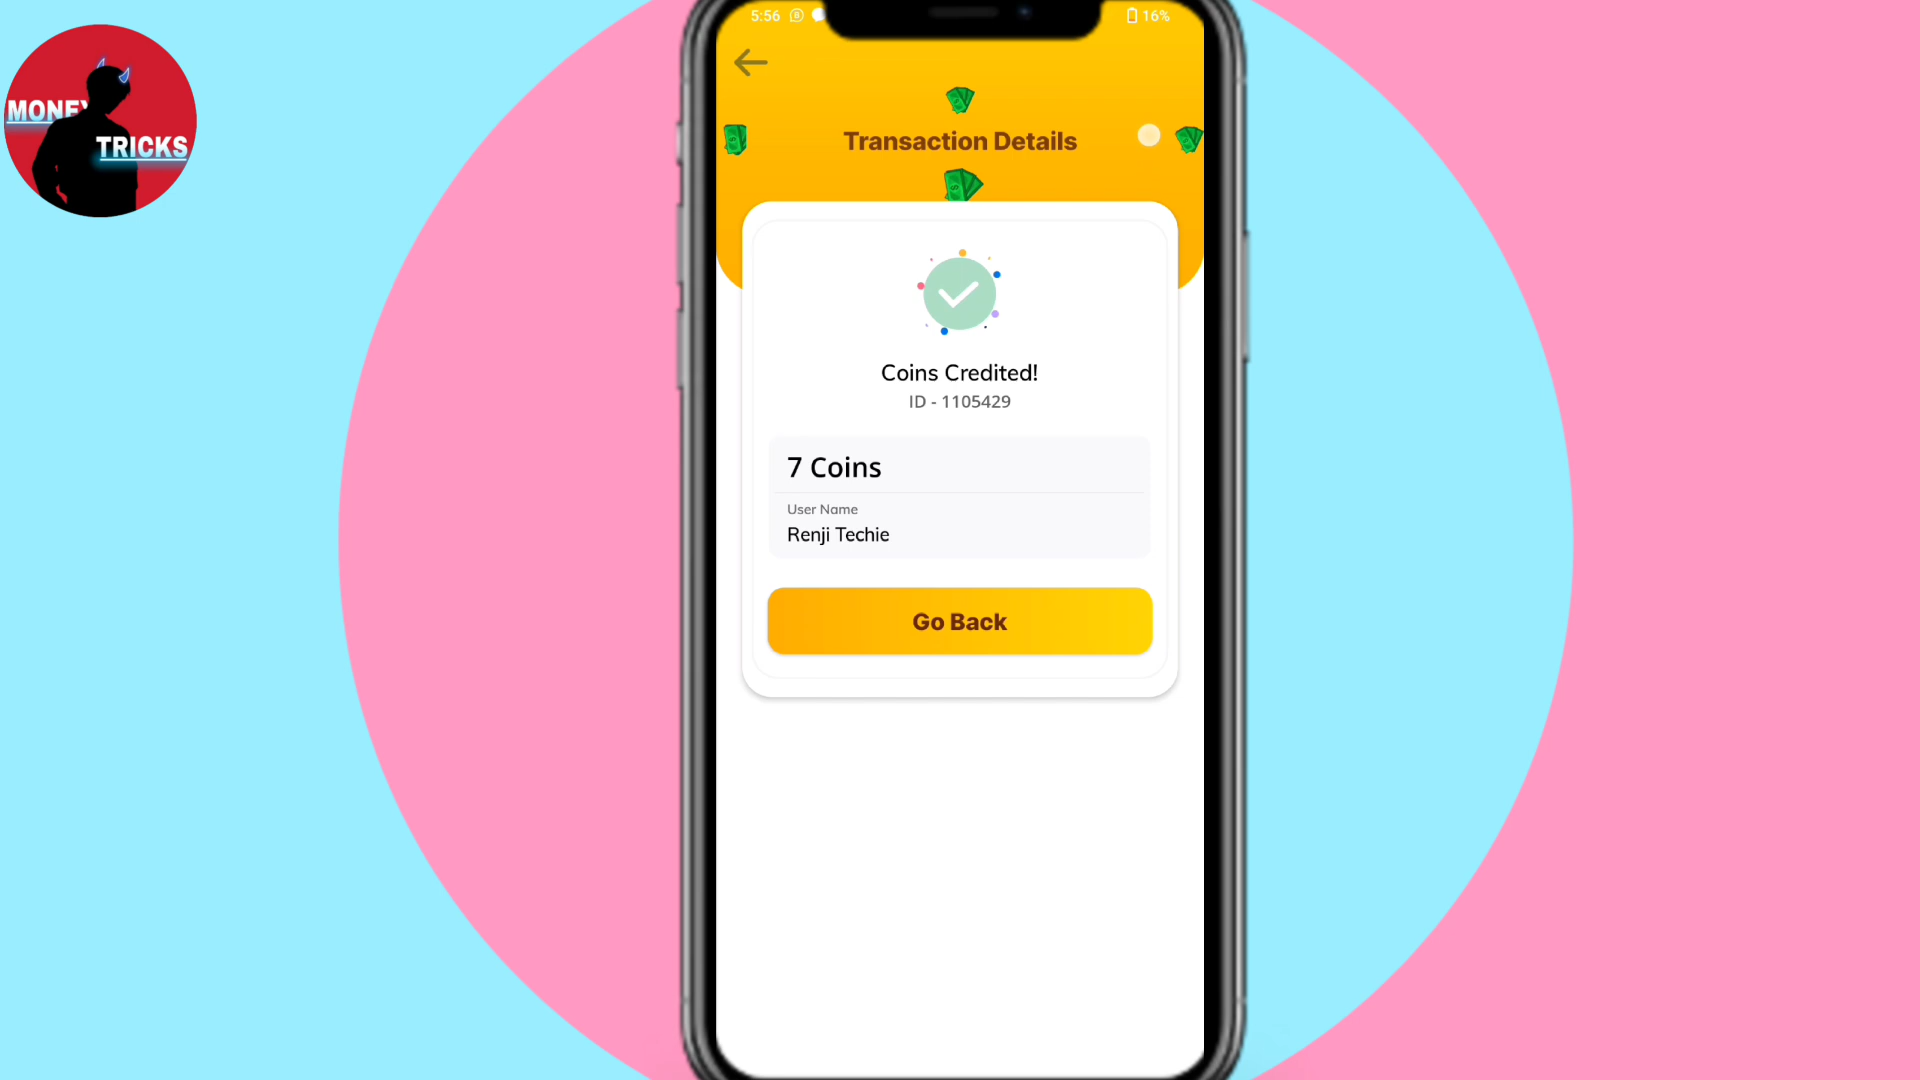 MONEY
TRICKS
5:56
16%
Transaction Details
Coins Credited!
ID - 1105429
7 Coins
User Name
Renji Techie
Go Back